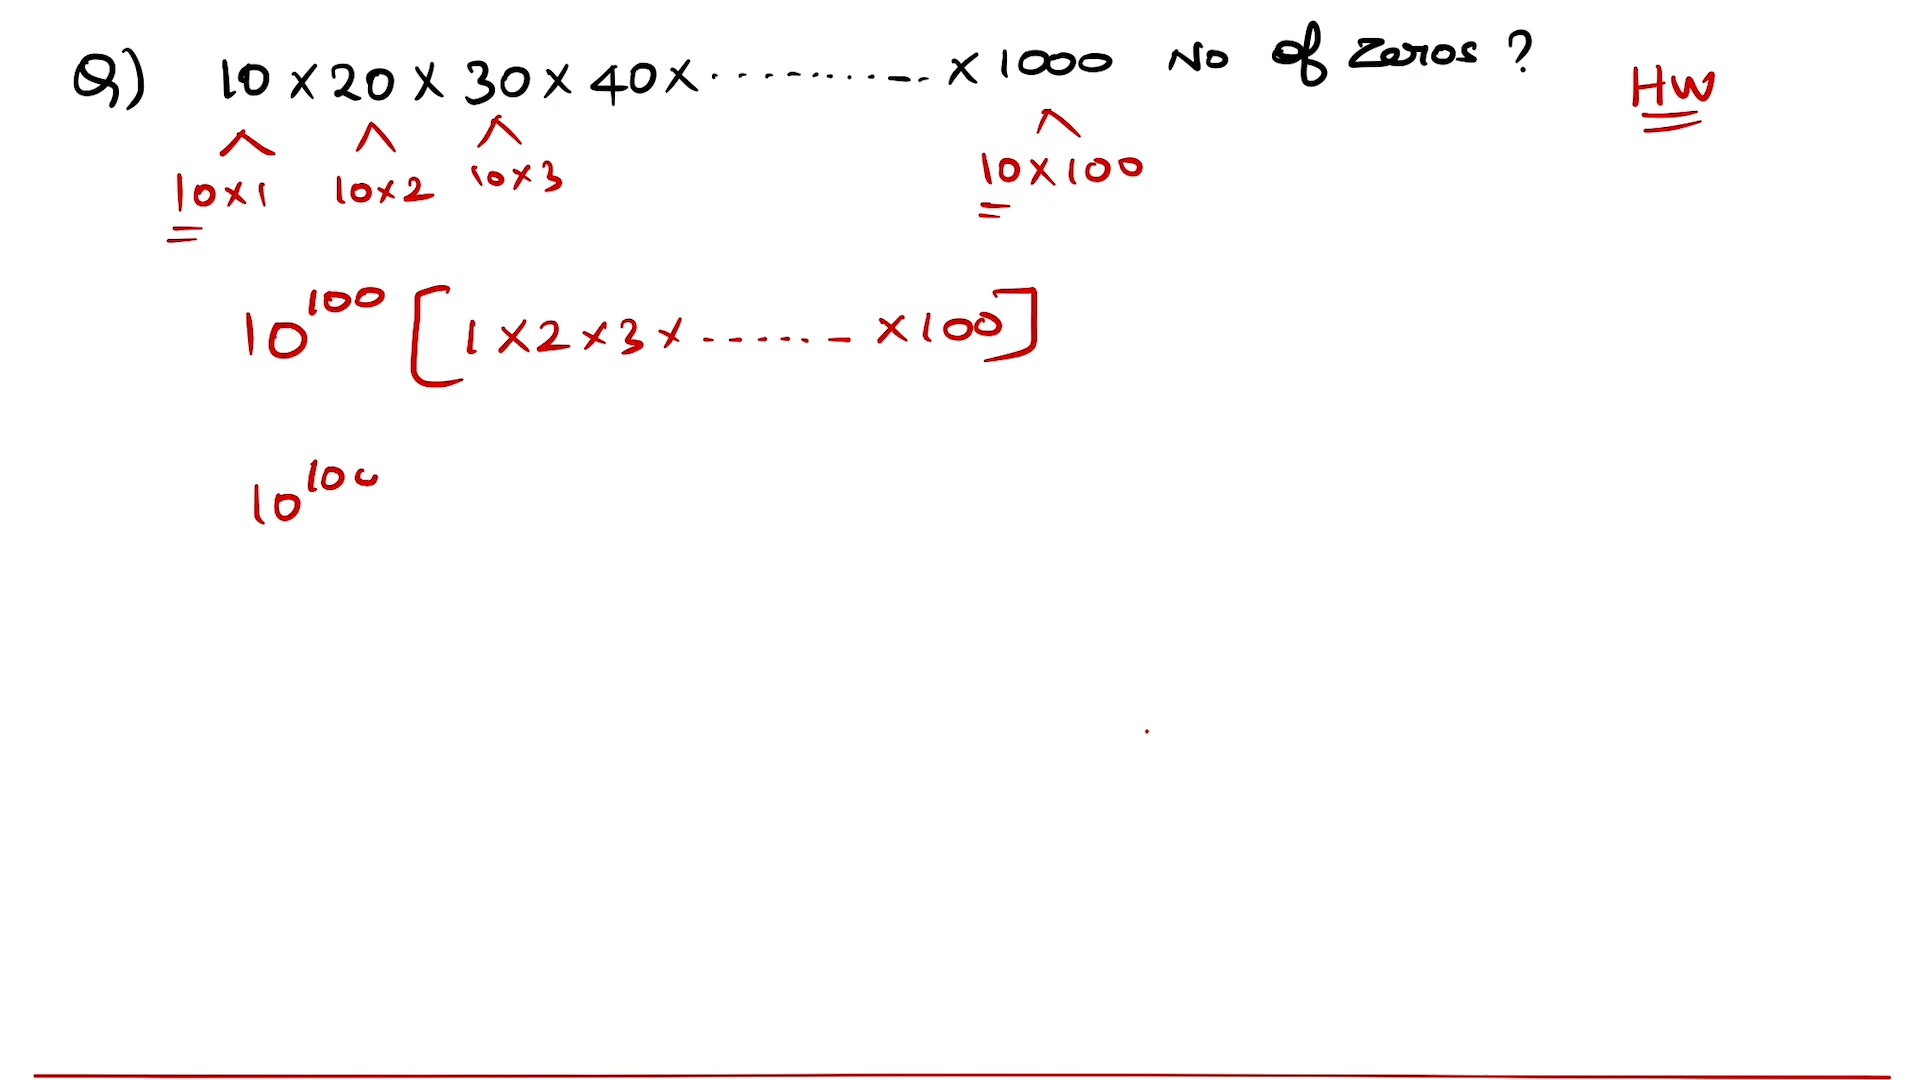 Q) 10 × 20 × 30 × 40 × .......... × 1000 No of zeros ?
HW
10×1 10×2 10×3 10×100
10^100 [1 × 2 × 3 × ...... × 100]
10^100